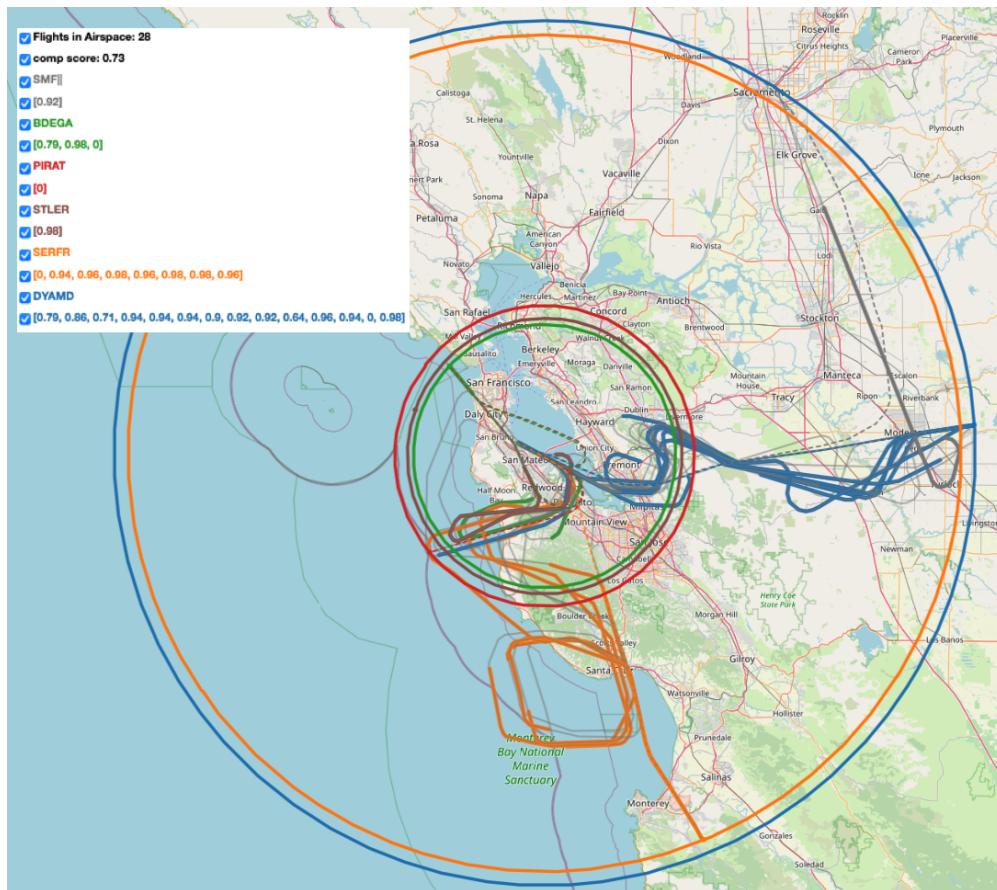 Flights in Airspace: 28
comp score: 0.73
SMF||
[0.92]
BDEGA
[0.79, 0.98, 0]
PIRAT
[0]
STLER
[0.98]
SERFR
[0, 0.94, 0.96, 0.98, 0.96, 0.98, 0.98, 0.96]
DYAMD
[0.79, 0.86, 0.71, 0.94, 0.94, 0.94, 0.9, 0.92, 0.92, 0.64, 0.96, 0.94, 0, 0.98]
Rocklin
Roseville
Placerville
Citrus Heights
Cameron
Park
Woodland
Sacramento
Calistoga
Davis
St. Helena
Plymouth
Dixon
Elk Grove
Yountville
Vacaville
Ione
Jackson
Napa
Galt
Petaluma
Fairfield
American
Canyon
Rio Vista
Lodi
Novato
Vallejo
Benicia
Hercules
Martinez
Bay Point
Antioch
San Rafael
Concord
Stockton
Richmond
Clayton
Brentwood
Mill Valley
Walnut Creek
Sausalito
Berkeley
Moraga
Danville
Emeryville
San Francisco
San Ramon
Mountain
House
Manteca
Escalon
Tracy
Ripon
Riverbank
San Leandro
Dublin
Livermore
Daly City
Hayward
San Bruno
Union City
San Mateo
Fremont
Turlock
Half Moon
Bay
Redwood
Milpitas
Mountain View
San Jose
Livingston
Newman
Campbell
Los Gatos
Henry Coe
State Park
Morgan Hill
Boulder Creek
Los Banos
Scotts Valley
Gilroy
Santa Cruz
Watsonville
Hollister
Monterey
Bay National
Marine
Sanctuary
Prunedale
Salinas
Monterey
Gonzales
Soledad